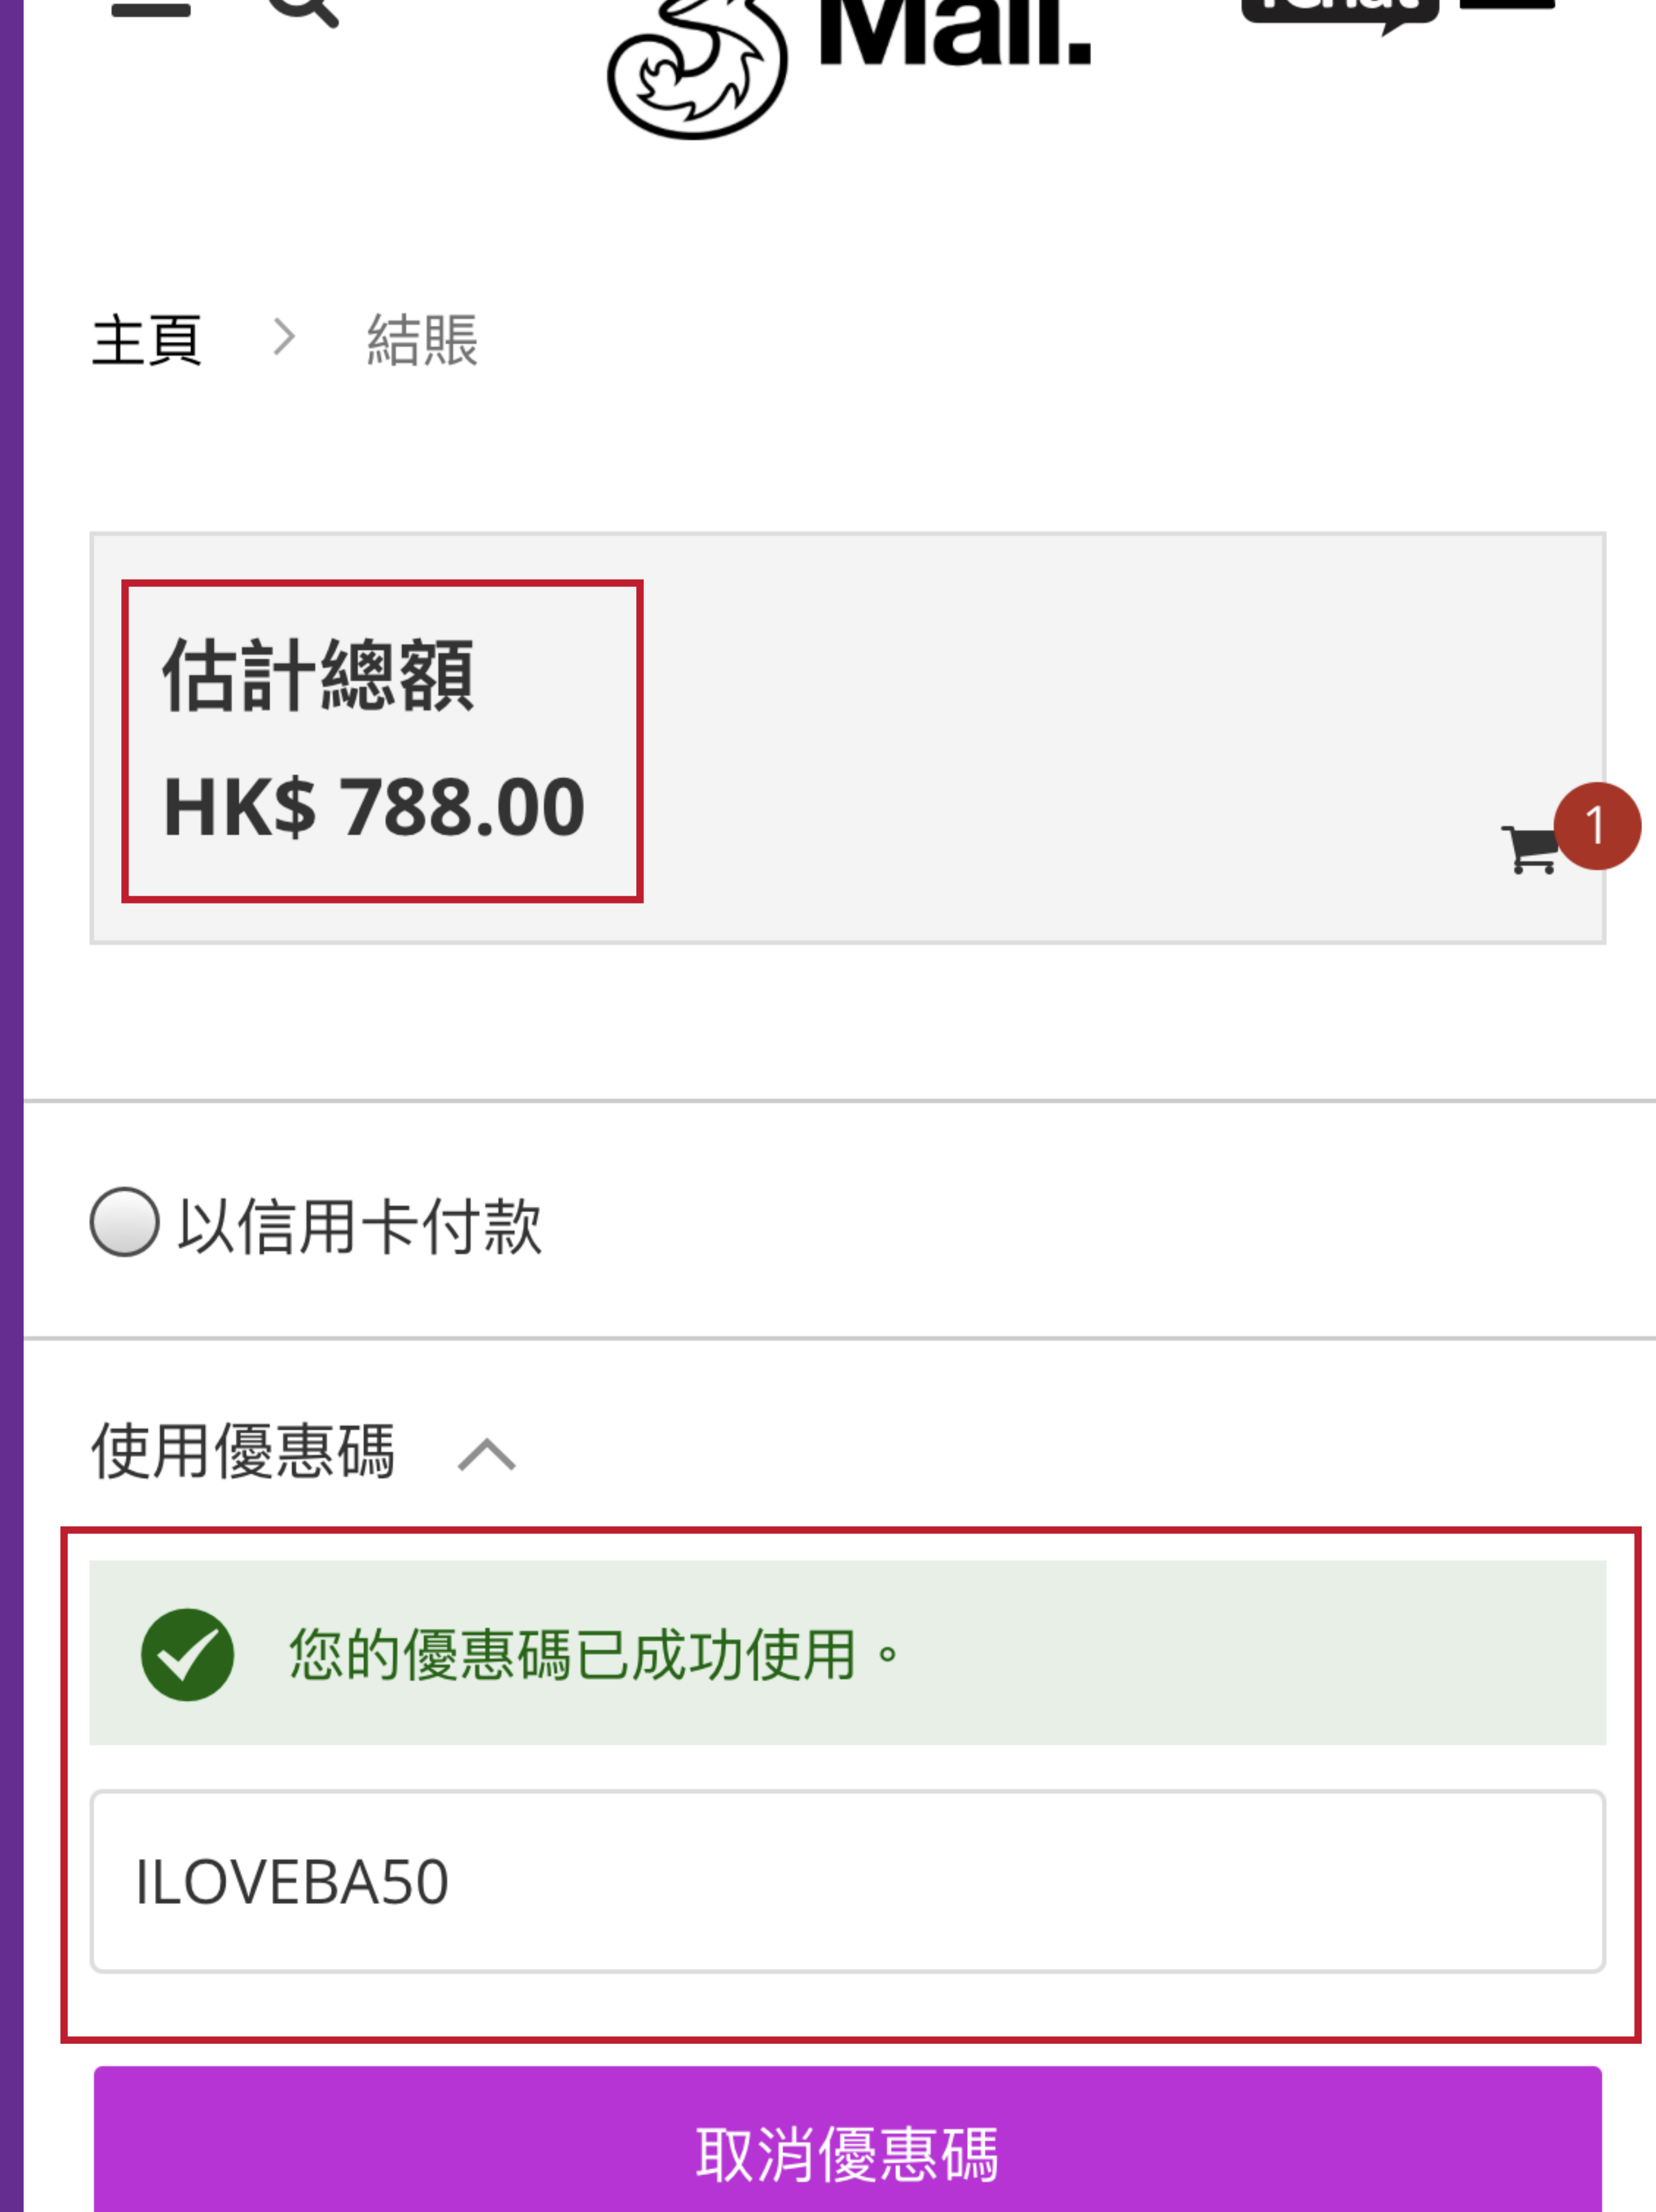 Mall.
主頁
結賬
估計總額
HK$ 788.00
1
以信用卡付款
使用優惠碼
您的優惠碼已成功使用。
ILOVEBA50
取消優惠碼